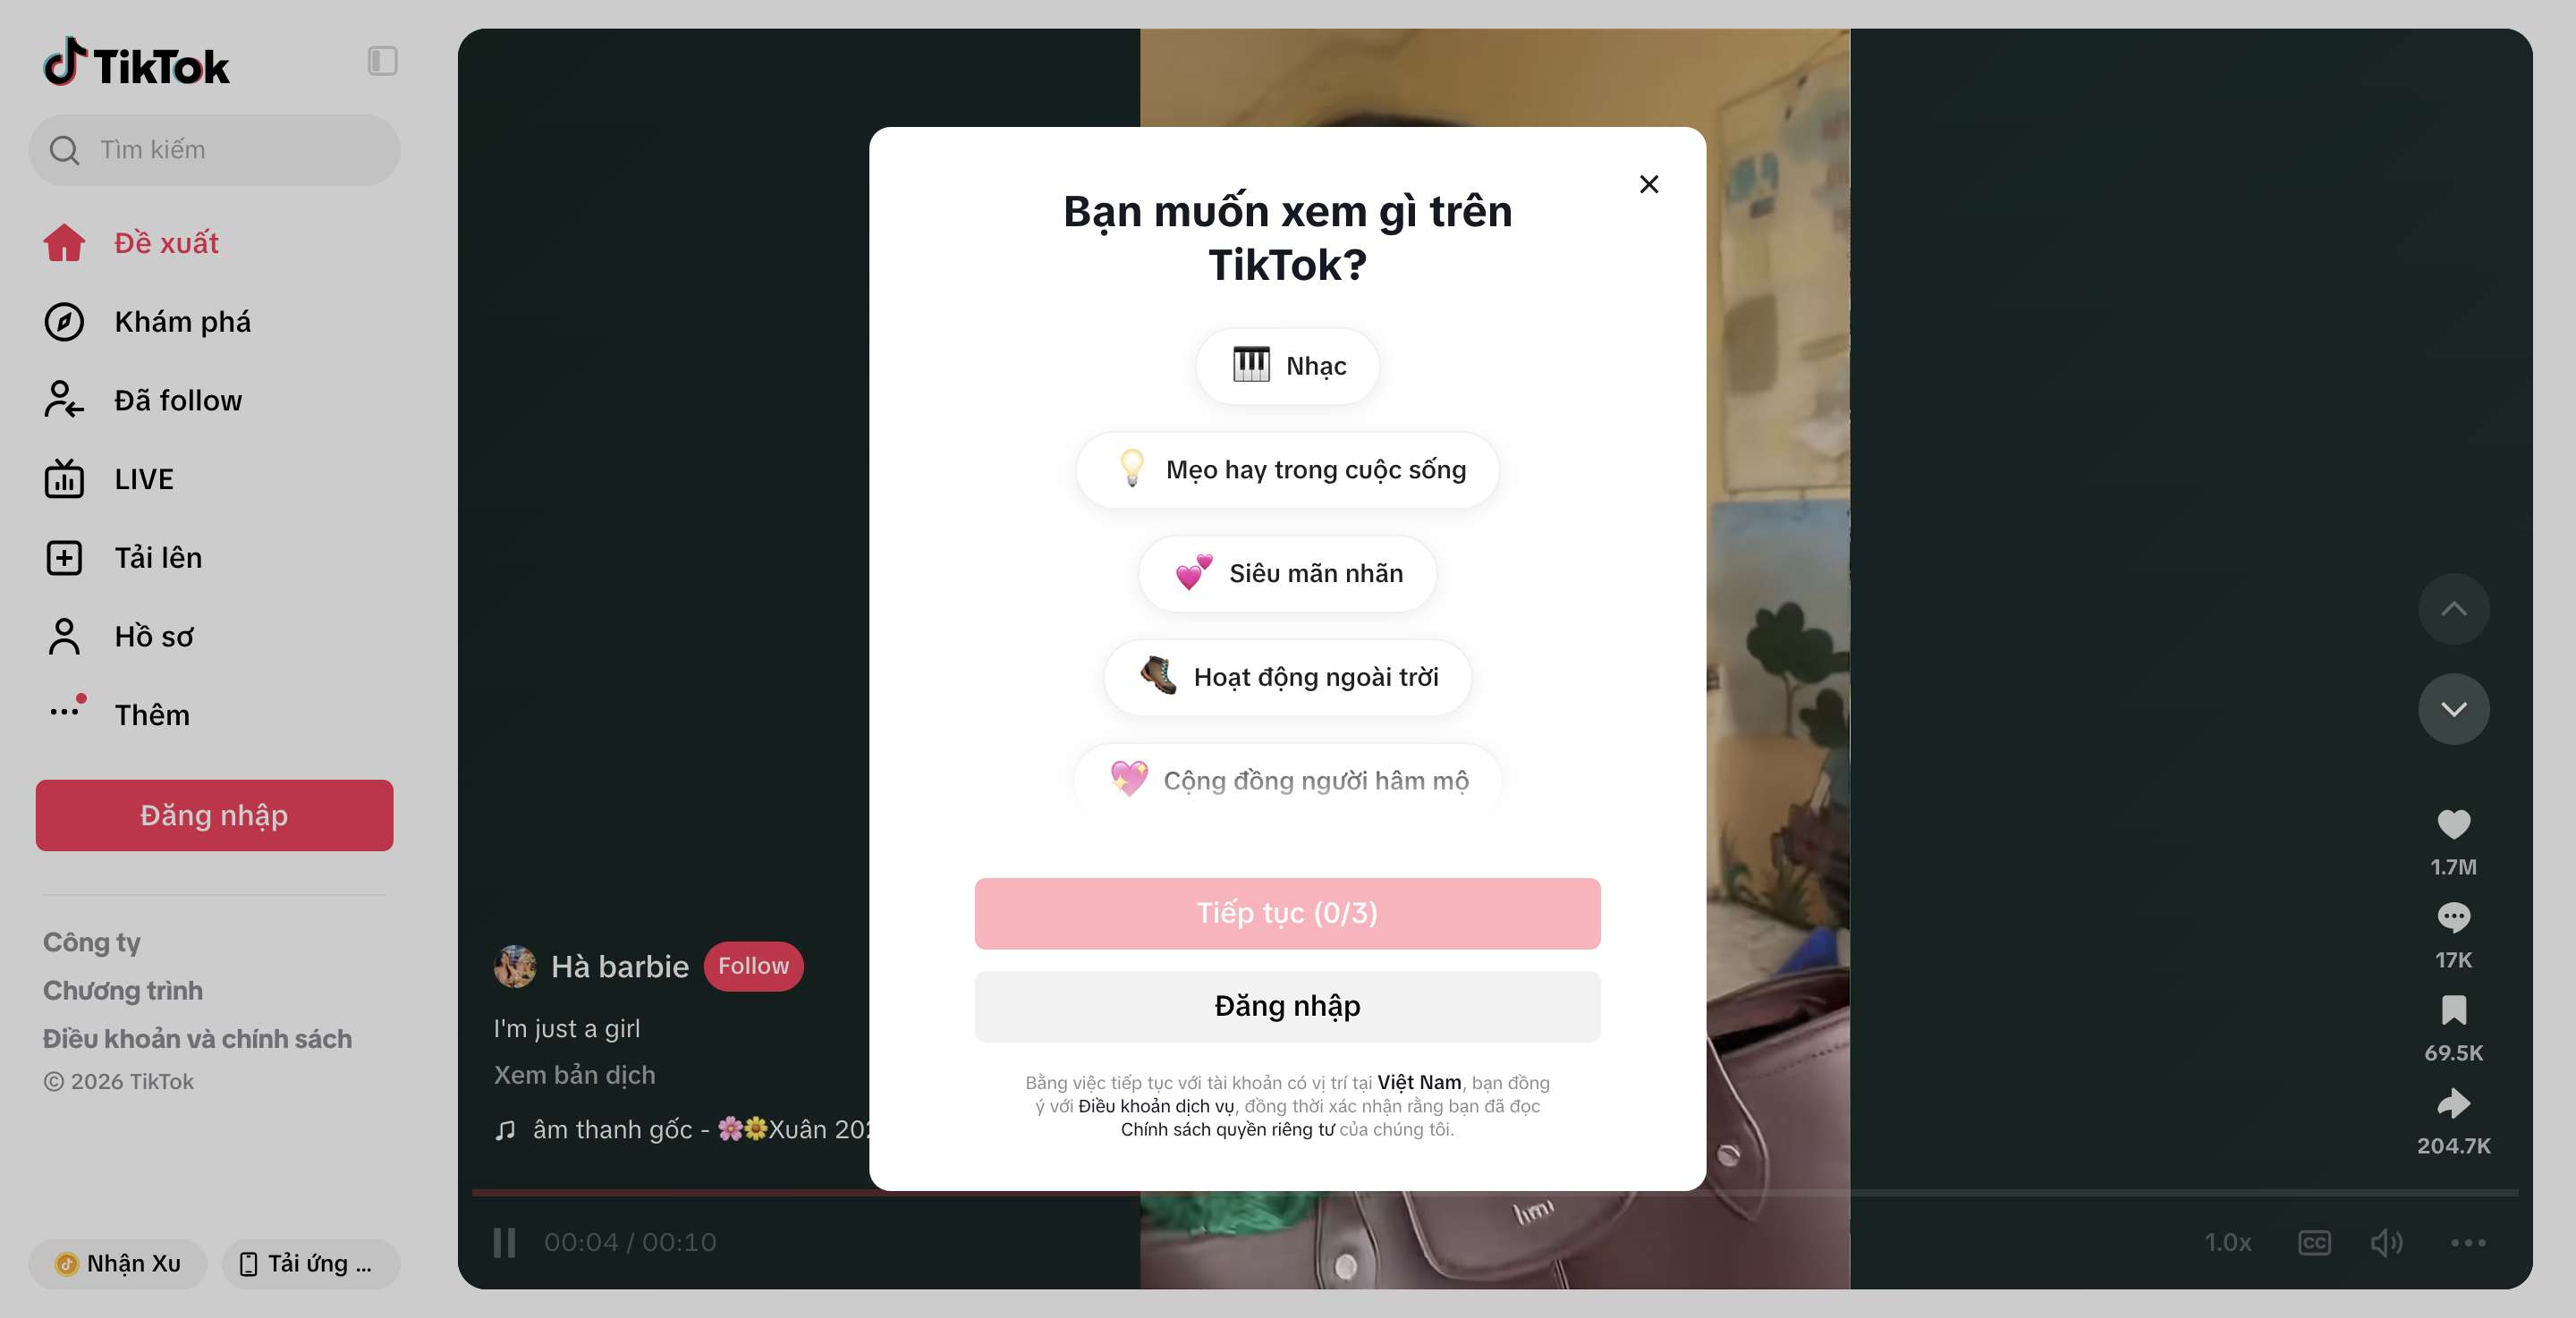 TikTok
Tìm kiếm
Đề xuất
Khám phá
Đã follow
LIVE
Tải lên
Hồ sơ
Thêm
Đăng nhập
Công ty
Chương trình
Điều khoản và chính sách
© 2026 TikTok
Nhận Xu
Tải ứng ...
Bạn muốn xem gì trên
TikTok?
Nhạc
Mẹo hay trong cuộc sống
Siêu mãn nhãn
Hoạt động ngoài trời
Cộng đồng người hâm mộ
Tiếp tục (0/3)
Đăng nhập
Bằng việc tiếp tục với tài khoản có vị trí tại Việt Nam, bạn đồng
ý với Điều khoản dịch vụ, đồng thời xác nhận rằng bạn đã đọc
Chính sách quyền riêng tư của chúng tôi.
Hà barbie Follow
I'm just a girl
Xem bản dịch
âm thanh gốc - 🌸🌼Xuân
00:04 / 00:10
1.7M
17K
69.5K
204.7K
1.0x
CC